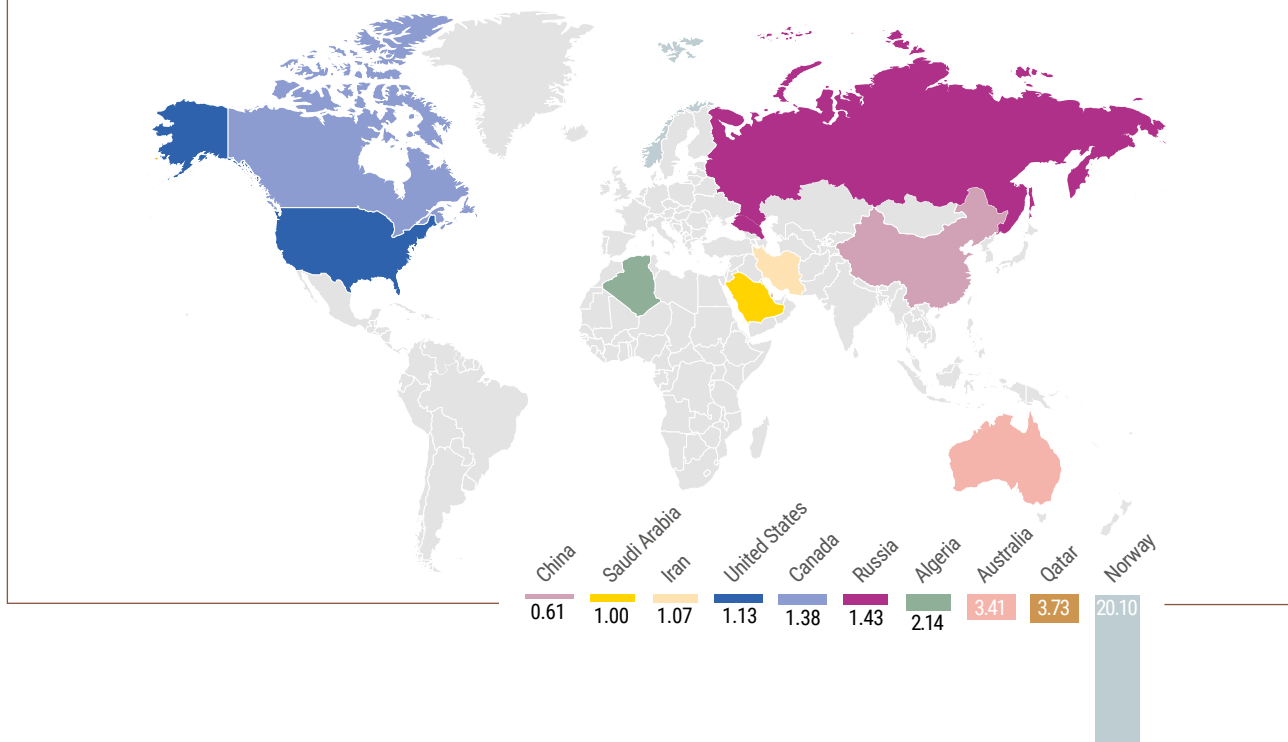 China
Saudi Arabia
Iran
United States
Canada
Russia
Algeria
Australia
Qatar
Norway
0.61
1.00
1.07
1.13
1.38
1.43
2.14
3.41
3.73
20.10